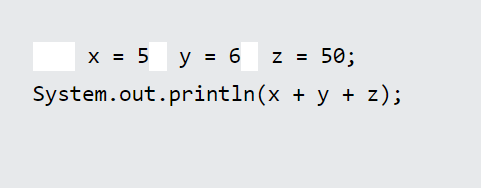 x = 5 y = 6 z = 50;
System.out.println(x + y + z);